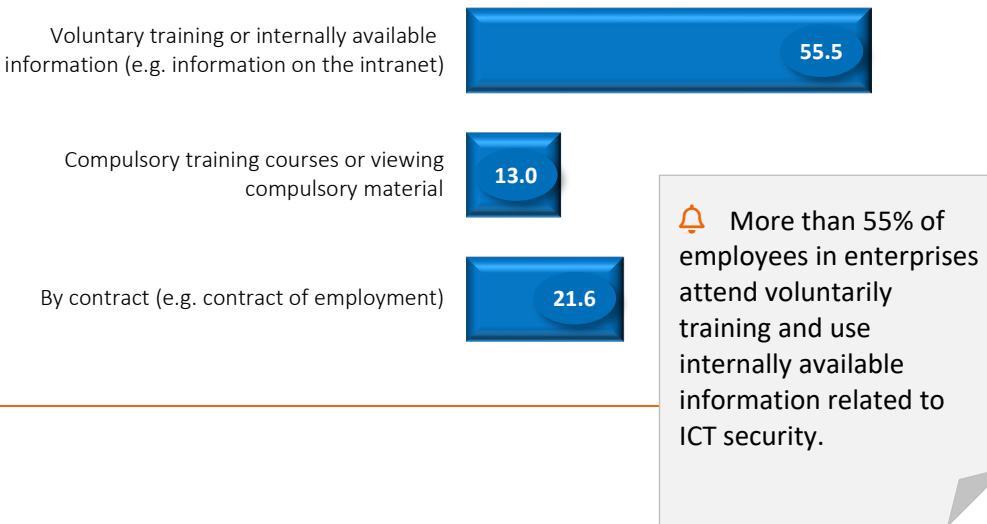 Voluntary training or internally available
information (e.g. information on the intranet)
55.5
Compulsory training courses or viewing
compulsory material
13.0
By contract (e.g. contract of employment)
21.6
More than 55% of
employees in enterprises
attend voluntarily
training and use
internally available
information related to
ICT security.